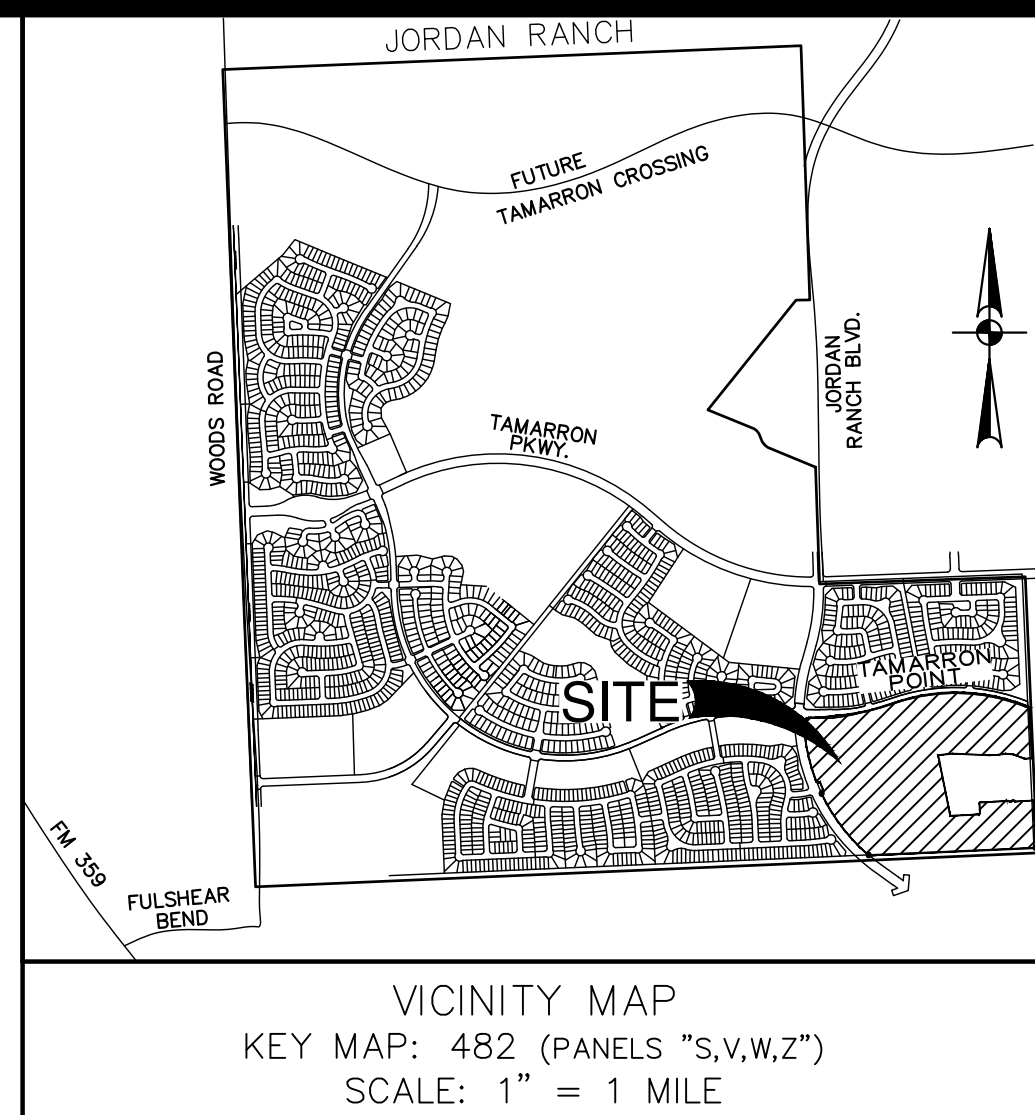 JORDAN RANCH
FUTURE
TAMARRON CROSSING
WOODS ROAD
JORDAN
RANCH BLVD.
TAMARRON
PKWY.
TAMARRON
POINT
SITE
FM 359
FULSHEAR
BEND
VICINITY MAP
KEY MAP: 482 (PANELS "S,V,W,Z")
SCALE: 1" = 1 MILE